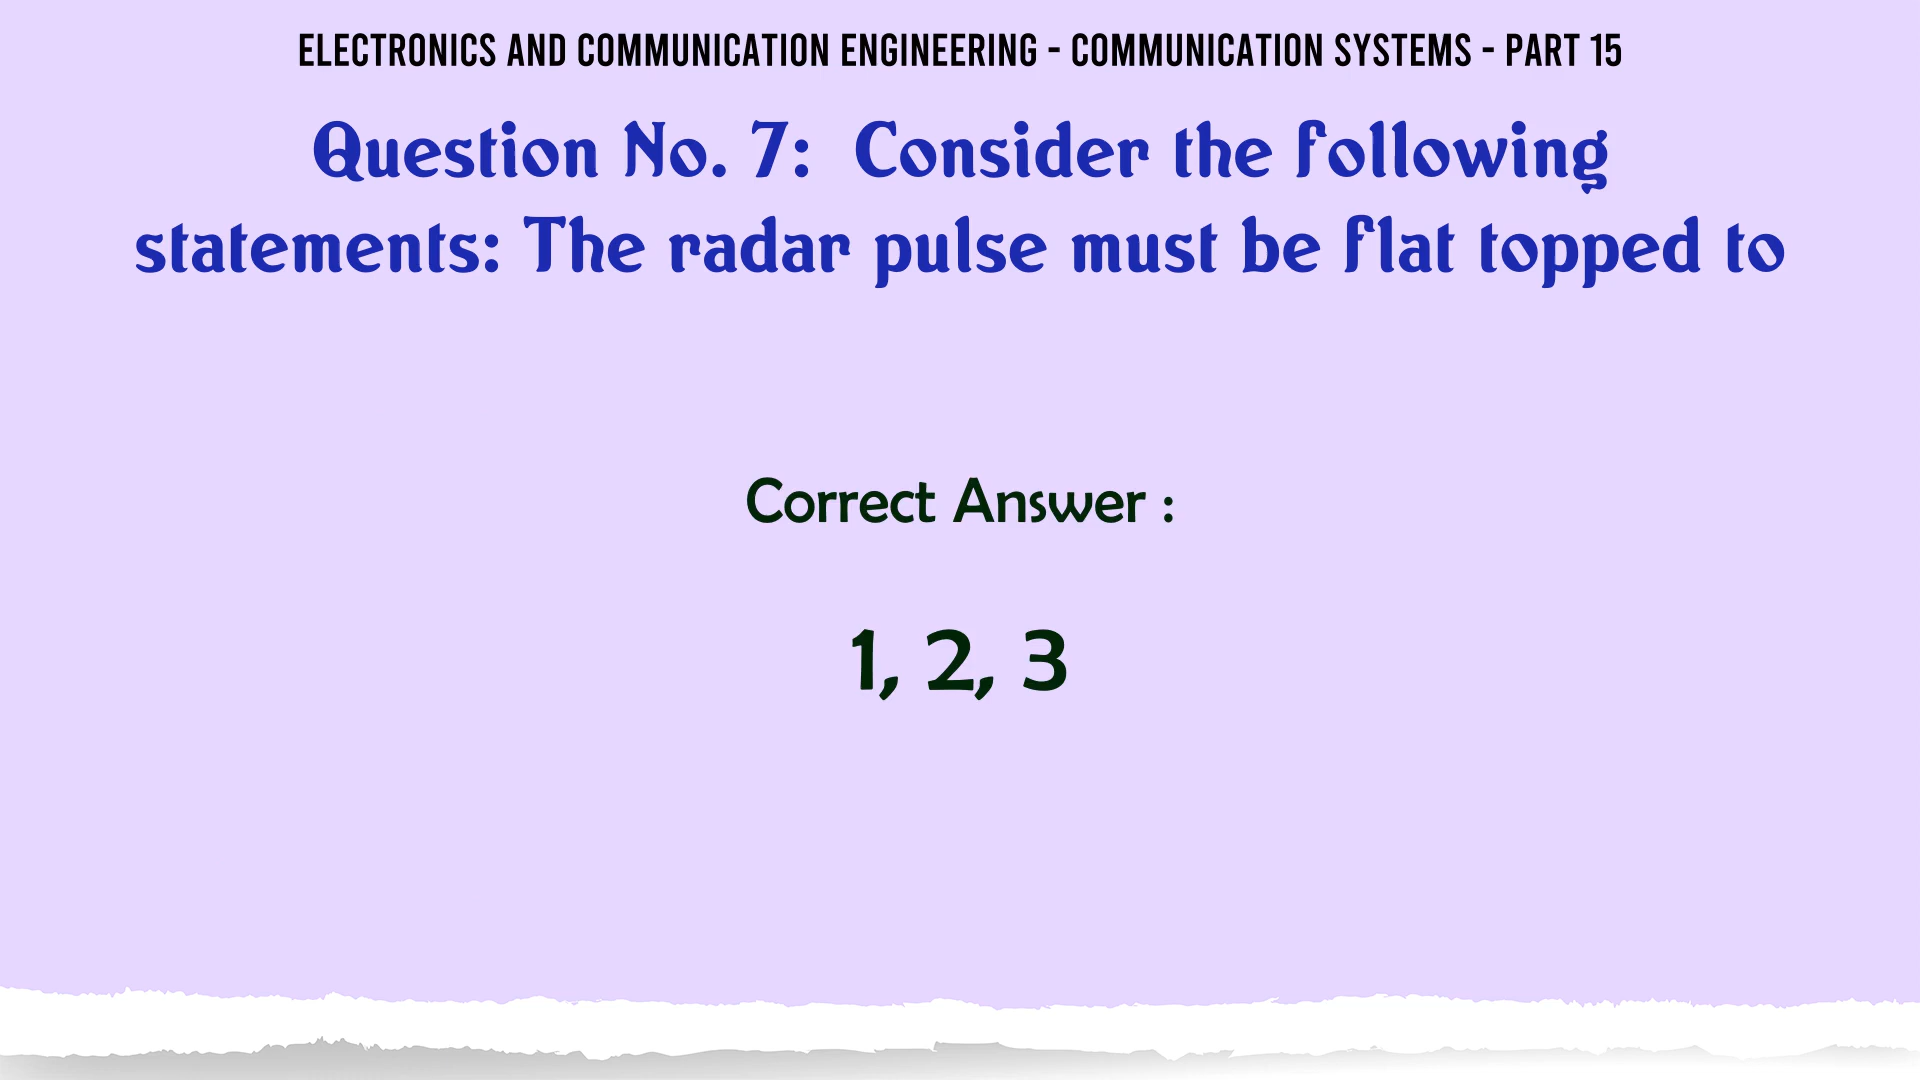 ELECTRONICS AND COMMUNICATION ENGINEERING - COMMUNICATION SYSTEMS - PART 15
Question No. 7: Consider the following
statements: The radar pulse must be flat topped to
Correct Answer :
1, 2, 3